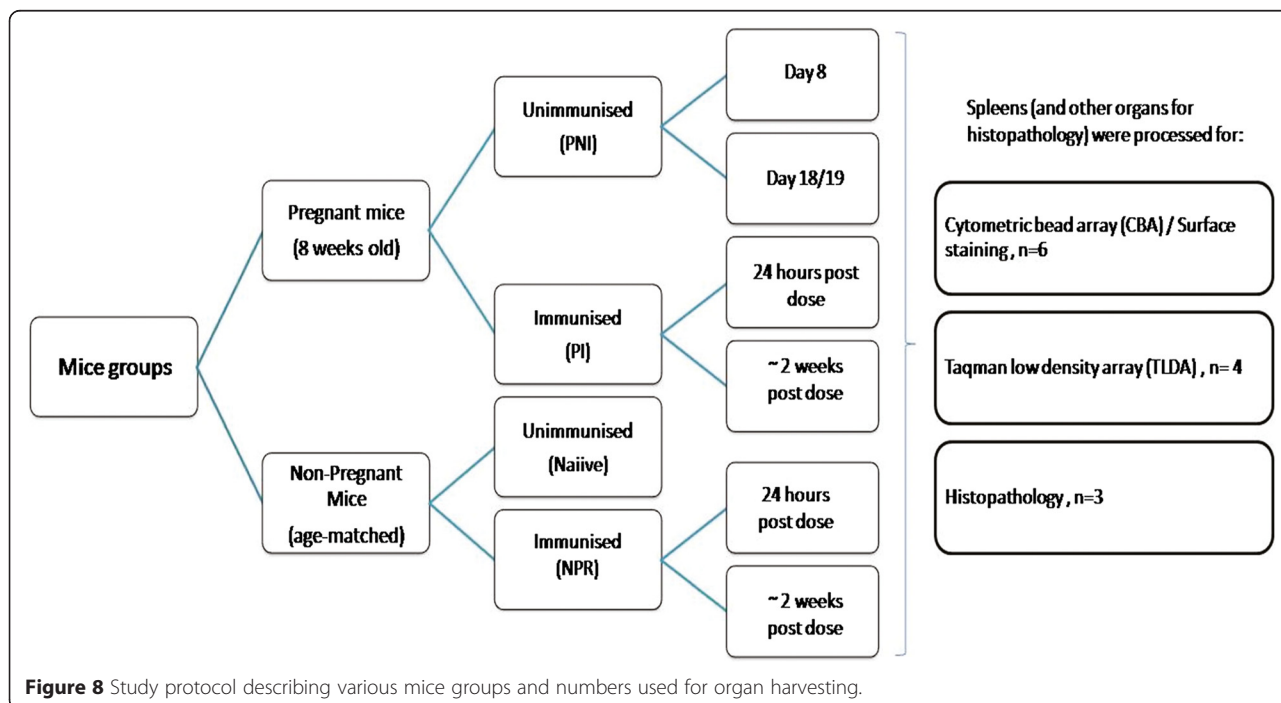 Mice groups
Pregnant mice
(8 weeks old)
Non-Pregnant
Mice
(age-matched)
Unimmunised
(PNI)
Immunised
(PI)
Unimmunised
(Naiive)
Immunised
(NPR)
Day 8
Day 18/19
24 hours post
dose
~2 weeks
post dose
24 hours
post dose
~2 weeks
post dose
Spleens (and other organs for
histopathology) were processed for:
Cytometric bead array (CBA) / Surface
staining , n=6
Taqman low density array (TLDA) , n= 4
Histopathology , n=3
Figure 8 Study protocol describing various mice groups and numbers used for organ harvesting.